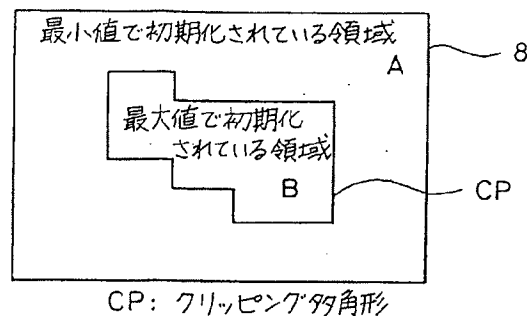 最小値で初期化されている領域
A
8
最大値で初期化
されている領域
B
CP
CP: クリッピング多角形